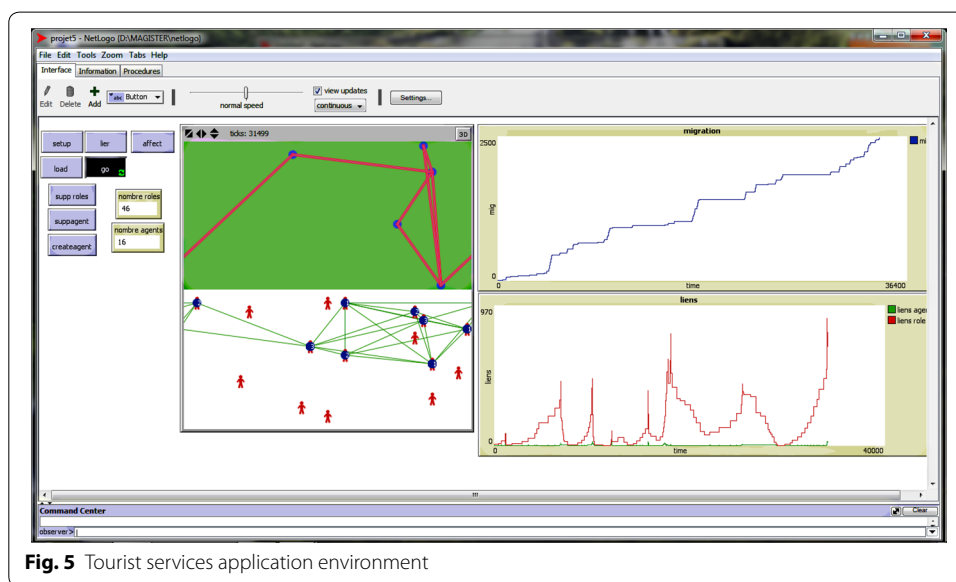 projet5 - NetLogo {D:\MAGISTER\netlogo}
File Edit Tools Zoom Tabs Help
Interface Information Procedures
Edit Delete Add abc Button normal speed view updates continuous Settings...
setup lier affect
load go
supp roles
suppagent
createagent
nombre roles
46
nombre agents
16
ticks: 31499 3D
migration
2500
mig
0
time
36400
mi
liens
970
liens
0
0
time
40000
liens agen
liens role
Command Center
Clear
observer>
Fig. 5 Tourist services application environment